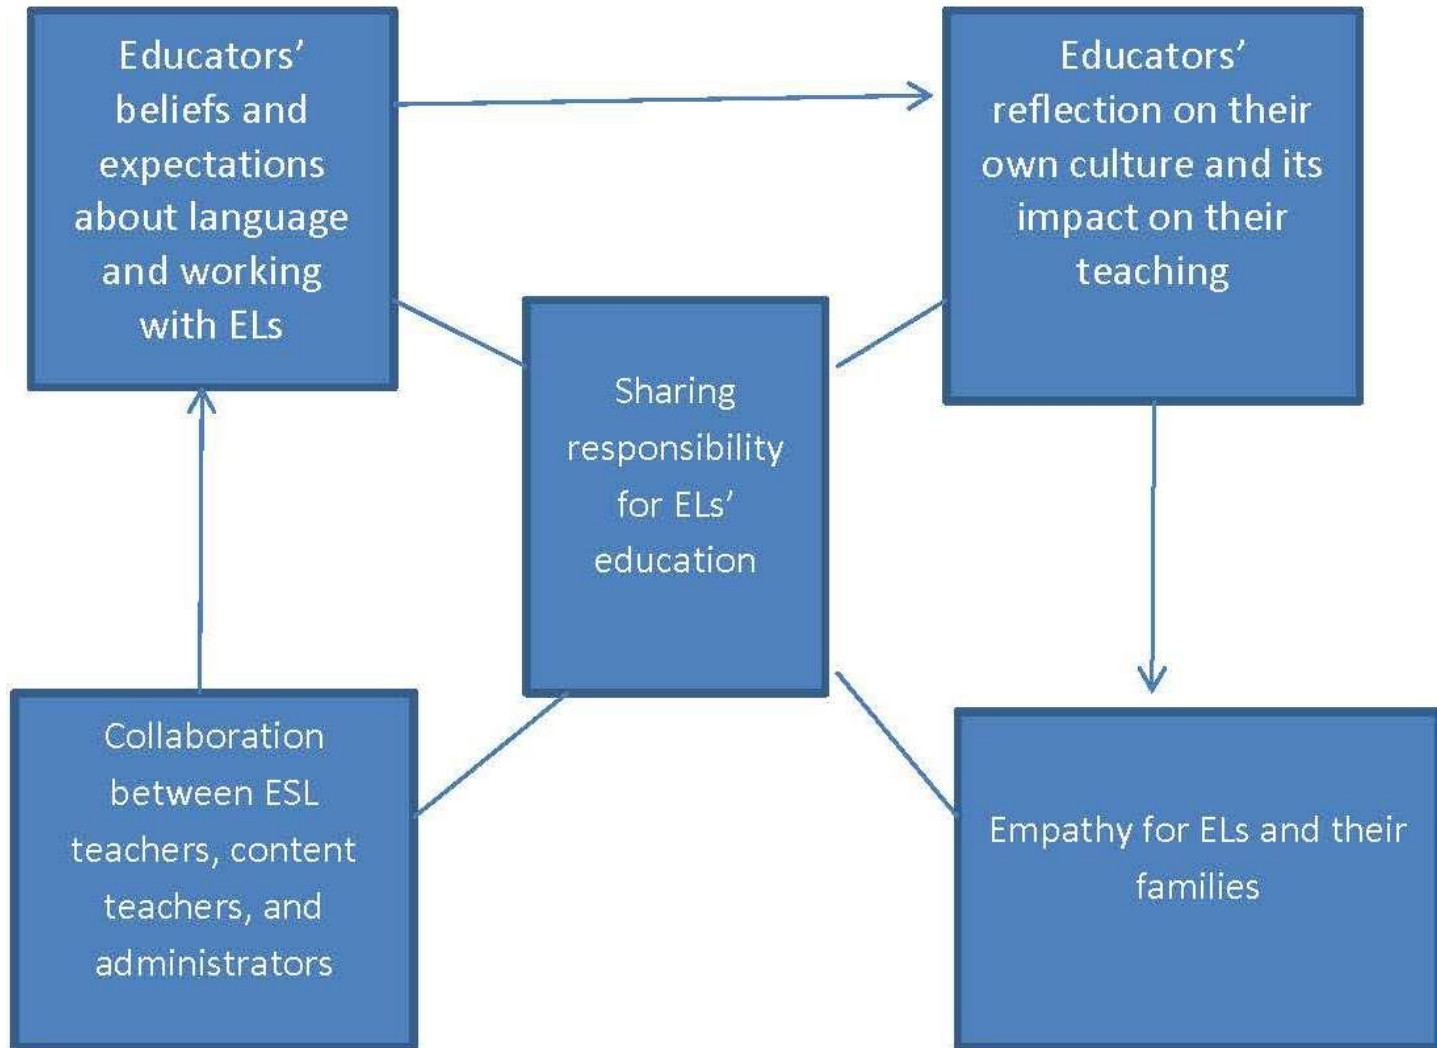 Educators’
beliefs and
expectations
about language
and working
with ELs
Educators’
reflection on their
own culture and its
impact on their
teaching
Sharing
responsibility
for ELs’
education
Collaboration
between ESL
teachers, content
teachers, and
administrators
Empathy for ELs and their
families